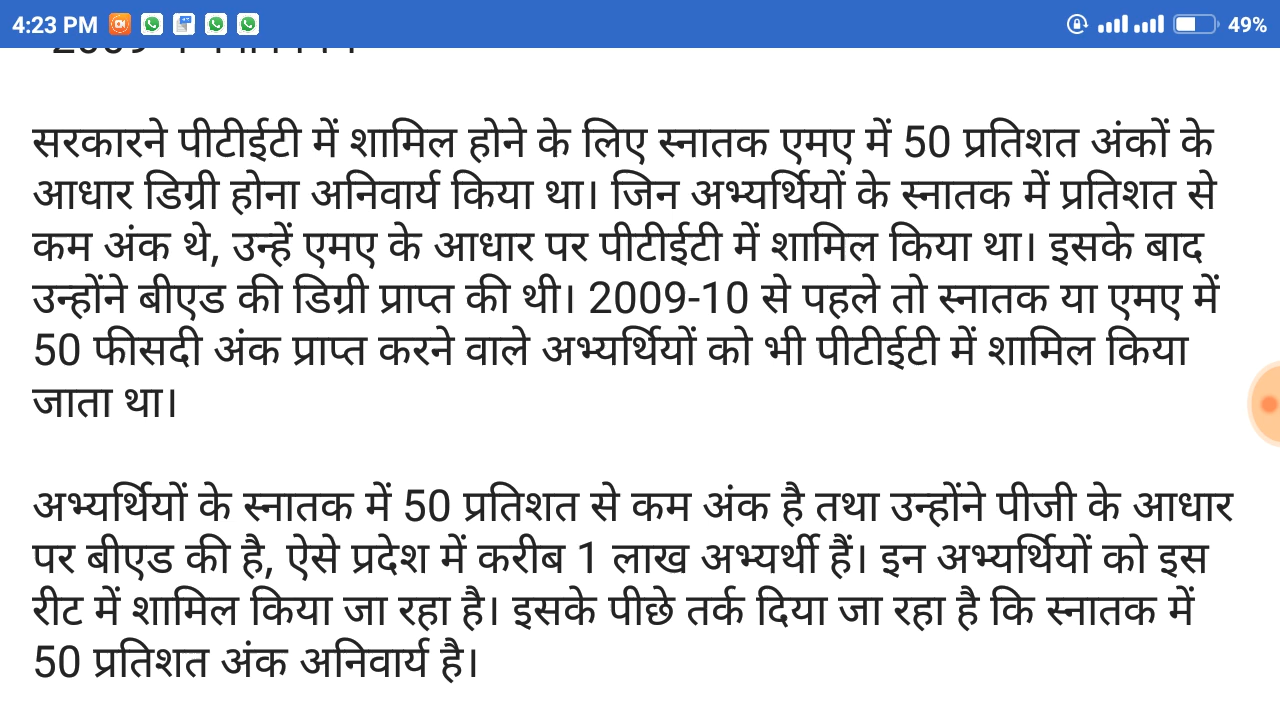 4:23 PM 49%
सरकारने पीटीईटी में शामिल होने के लिए स्नातक एमए में 50 प्रतिशत अंकों के
आधार डिग्री होना अनिवार्य किया था। जिन अभ्यर्थियों के स्नातक में प्रतिशत से
कम अंक थे, उन्हें एमए के आधार पर पीटीईटी में शामिल किया था। इसके बाद
उन्होंने बीएड की डिग्री प्राप्त की थी। 2009-10 से पहले तो स्नातक या एमए में
50 फीसदी अंक प्राप्त करने वाले अभ्यर्थियों को भी पीटीईटी में शामिल किया
जाता था।
अभ्यर्थियों के स्नातक में 50 प्रतिशत से कम अंक है तथा उन्होंने पीजी के आधार
पर बीएड की है, ऐसे प्रदेश में करीब 1 लाख अभ्यर्थी हैं। इन अभ्यर्थियों को इस
रीट में शामिल किया जा रहा है। इसके पीछे तर्क दिया जा रहा है कि स्नातक में
50 प्रतिशत अंक अनिवार्य है।